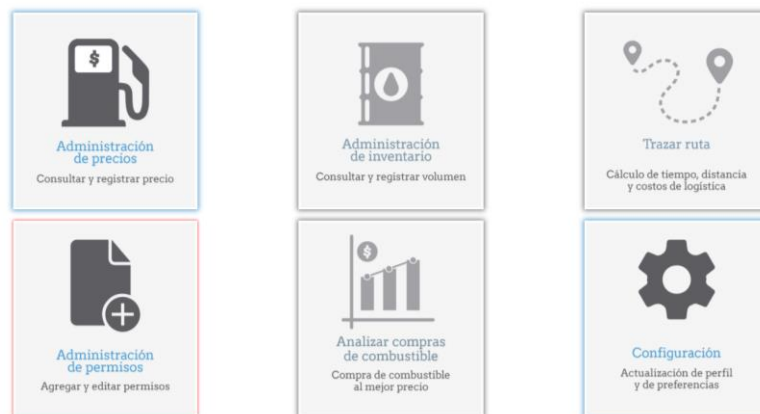 $
Administración
de precios
Consultar y registrar precio
Administración
de inventario
Consultar y registrar volumen
Trazar ruta
Cálculo de tiempo, distancia
y costos de logística
Administración
de permisos
Agregar y editar permisos
$
Analizar compras
de combustible
Compra de combustible
al mejor precio
Configuración
Actualización de perfil
y de preferencias